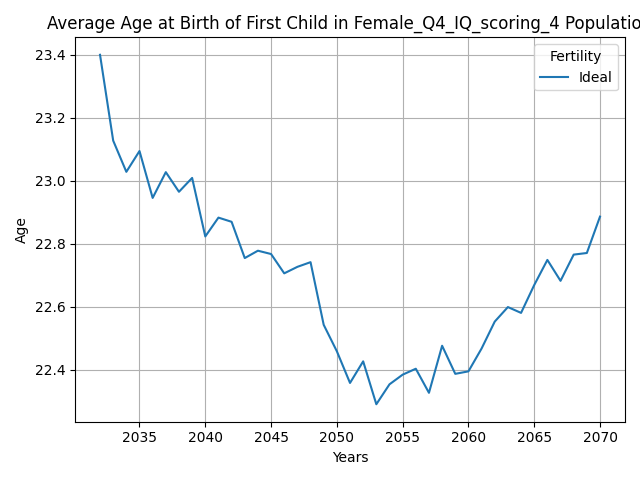 Average Age at Birth of First Child in Female_Q4_IQ_scoring_4 Populatio
23.4
23.2
23.0
22.8
22.6
22.4
Age
Fertility
Ideal
2035 2040 2045 2050 2055 2060 2065 2070
Years